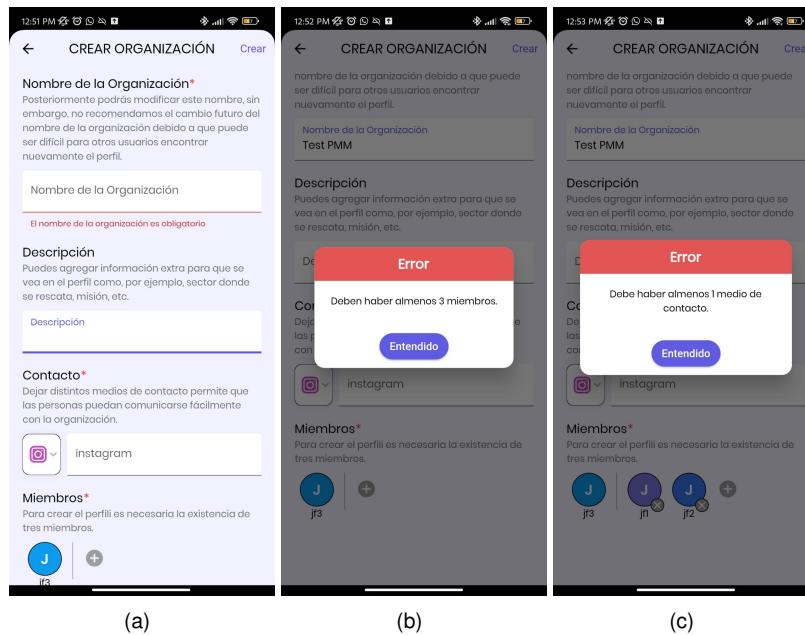 12:51 PM
CREAR ORGANIZACIÓN Crear
Nombre de la Organización*
Posteriormente podrás modificar este nombre, sin
embargo, no recomendamos el cambio futuro del
nombre de la organización debido a que puede
ser difícil para otros usuarios encontrar
nuevamente el perfil.
Nombre de la Organización
El nombre de la organización es obligatorio
Descripción
Puedes agregar información extra para que se
vea en el perfil como, por ejemplo, sector donde
se rescata, misión, etc.
Descripción
Contacto*
Dejar distintos medios de contacto permite que
las personas puedan comunicarse fácilmente
con la organización.
instagram
Miembros*
Para crear el perfili es necesaria la existencia de
tres miembros.
J
jf3
(a)
12:52 PM
CREAR ORGANIZACIÓN Crear
nombre de la organización debido a que puede
ser difícil para otros usuarios encontrar
nuevamente el perfil.
Nombre de la Organización
Test PMM
Descripción
Puedes agregar información extra para que se
vea en el perfil como, por ejemplo, sector donde
se rescata, misión, etc.
Error
Deben haber almenos 3 miembros.
Entendido
instagram
Miembros*
Para crear el perfili es necesaria la existencia de
tres miembros.
J
jf3
(b)
12:53 PM
CREAR ORGANIZACIÓN Crea
nombre de la organización debido a que puede
ser difícil para otros usuarios encontrar
nuevamente el perfil.
Nombre de la Organización
Test PMM
Descripción
Puedes agregar información extra para que se
vea en el perfil como, por ejemplo, sector donde
se rescata, misión, etc.
Error
Debe haber almenos 1 medio de
contacto.
Entendido
instagram
Miembros*
Para crear el perfili es necesaria la existencia de
tres miembros.
J J J
jf3 jf1 jf2
(c)